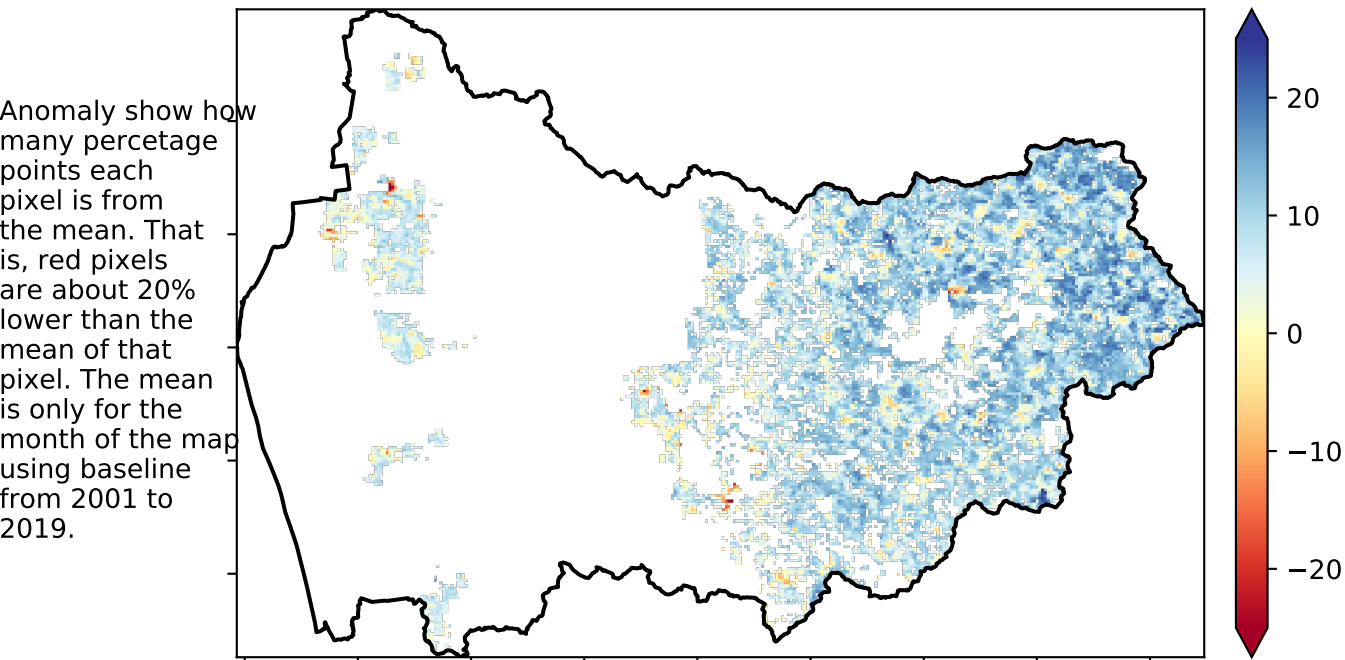 Anomaly show how
many percetage
points each
pixel is from
the mean. That
is, red pixels
are about 20%
lower than the
mean of that
pixel. The mean
is only for the
month of the map
using baseline
from 2001 to
2019.
20
10
0
−10
−20